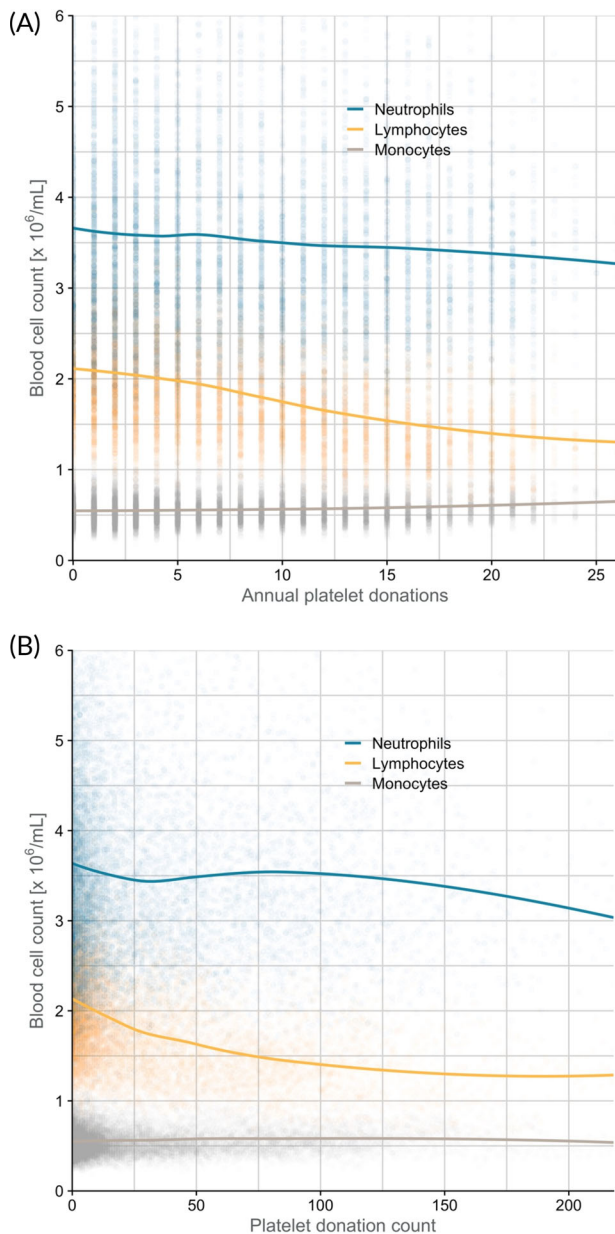 (A)
6
5
4
3
2
1
0
Blood cell count [x 10⁶/mL]
Neutrophils
Lymphocytes
Monocytes
0 5 10 15 20 25
Annual platelet donations
(B)
6
5
4
3
2
1
0
Blood cell count [x 10⁶/mL]
Neutrophils
Lymphocytes
Monocytes
0 50 100 150 200
Platelet donation count